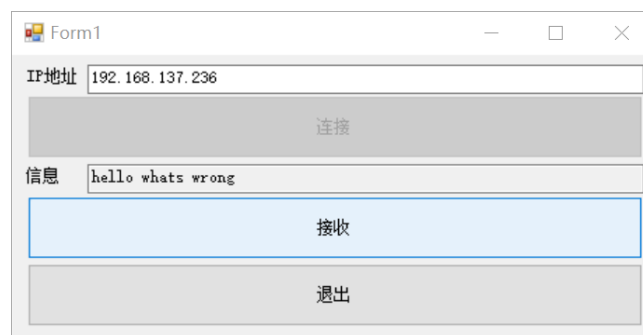 Form1
IP地址 192.168.137.236
连接
信息 hello whats wrong
接收
退出